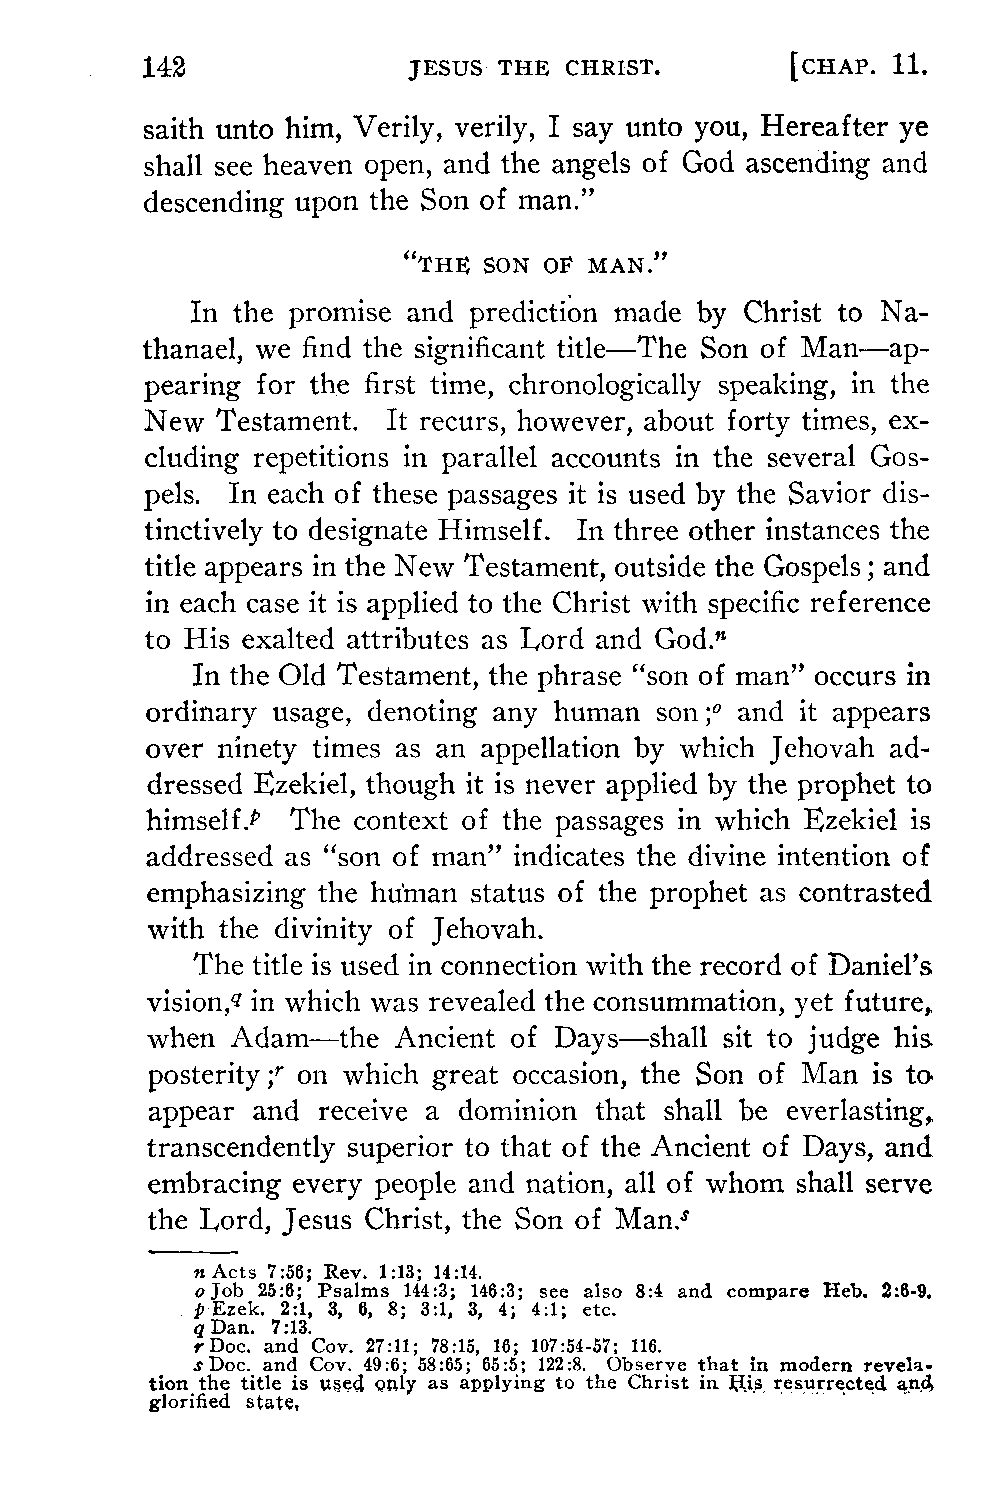 142 JESUS THE CHRIST. [CHAP. 11.
saith unto him, Verily, verily, I say unto you, Hereafter ye
shall see heaven open, and the angels of God ascending and
descending upon the Son of man.”
“THE SON OF MAN.”
In the promise and prediction made by Christ to Na-
thanael, we find the significant title—The Son of Man—ap-
pearing for the first time, chronologically speaking, in the
New Testament. It recurs, however, about forty times, ex-
cluding repetitions in parallel accounts in the several Gos-
pels. In each of these passages it is used by the Savior dis-
tinctively to designate Himself. In three other instances the
title appears in the New Testament, outside the Gospels; and
in each case it is applied to the Christ with specific reference
to His exalted attributes as Lord and God.n
In the Old Testament, the phrase “son of man” occurs in
ordinary usage, denoting any human son;o and it appears
over ninety times as an appellation by which Jehovah ad-
dressed Ezekiel, though it is never applied by the prophet to
himself.p The context of the passages in which Ezekiel is
addressed as “son of man” indicates the divine intention of
emphasizing the human status of the prophet as contrasted
with the divinity of Jehovah.
The title is used in connection with the record of Daniel’s
vision,q in which was revealed the consummation, yet future,
when Adam—the Ancient of Days—shall sit to judge his
posterity;r on which great occasion, the Son of Man is to
appear and receive a dominion that shall be everlasting,
transcendently superior to that of the Ancient of Days, and
embracing every people and nation, all of whom shall serve
the Lord, Jesus Christ, the Son of Man.s
n Acts 7:56; Rev. 1:13; 14:14.
o Job 25:6; Psalms 144:3; 146:3; see also 8:4 and compare Heb. 2:6-9.
p Ezek. 2:1, 3, 6, 8; 3:1, 3, 4; 4:1; etc.
q Dan. 7:13.
r Doc. and Cov. 27:11; 78:15, 16; 107:54-57; 116.
s Doc. and Cov. 49:6; 58:65; 65:5; 122:8. Observe that in modern revela-
tion the title is used only as applying to the Christ in His resurrected and
glorified state.